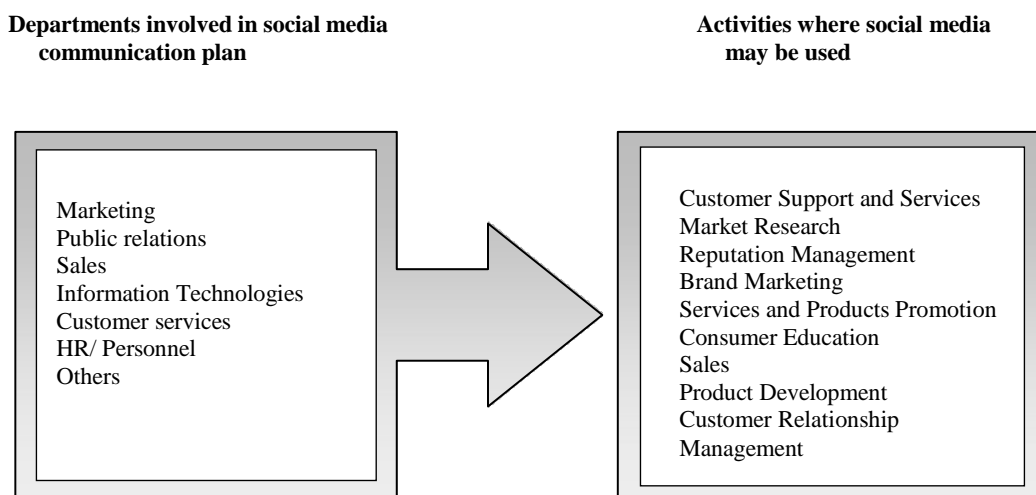 Departments involved in social media
communication plan
Activities where social media
may be used
Marketing
Public relations
Sales
Information Technologies
Customer services
HR/ Personnel
Others
Customer Support and Services
Market Research
Reputation Management
Brand Marketing
Services and Products Promotion
Consumer Education
Sales
Product Development
Customer Relationship
Management